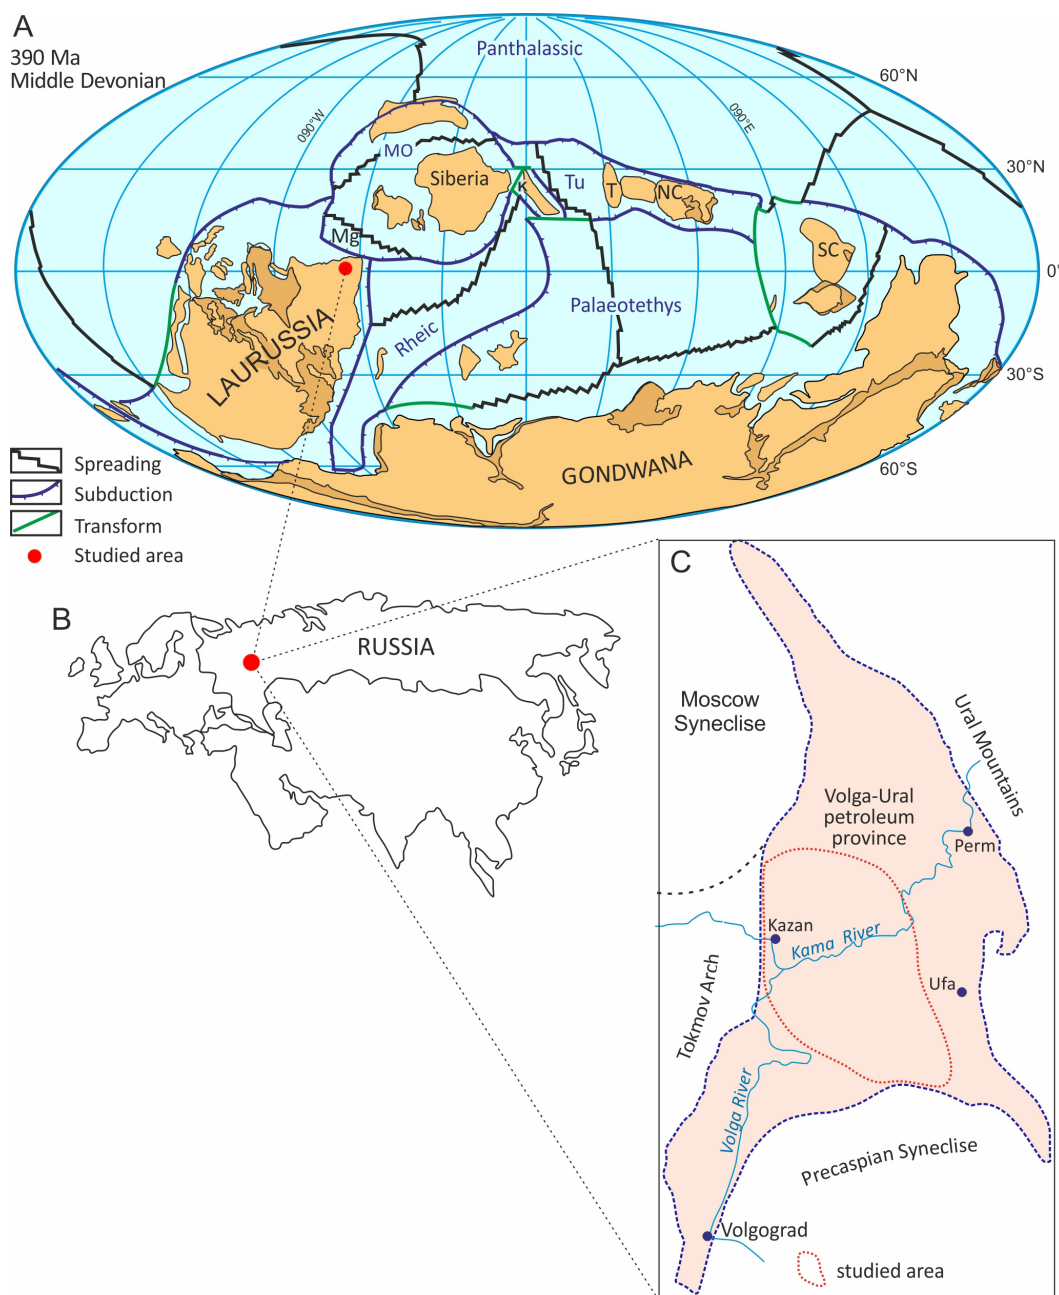 A
390 Ma
Middle Devonian
Panthalassic
60°N
090°W
090°E
30°N
MO
Siberia
K
Tu
T
NC
Mg
SC
0°
Palaeotethys
Rheic
LAURUSSIA
30°S
GONDWANA
60°S
Spreading
Subduction
Transform
Studied area
B
RUSSIA
C
Moscow
Syneclise
Ural Mountains
Volga-Ural
petroleum
province
Perm
Kazan
Kama River
Ufa
Tokmov Arch
Volga River
Precaspian Syneclise
Volgograd
studied area